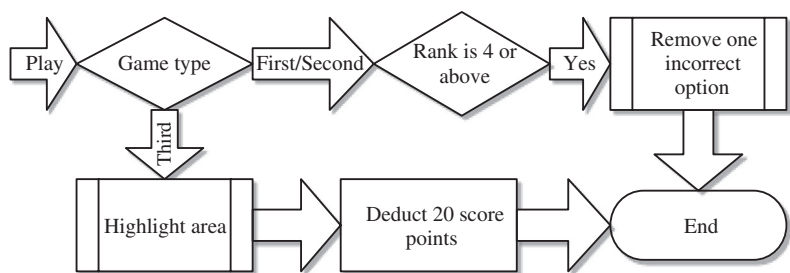 Play
Game type
First/Second
Rank is 4 or
above
Yes
Remove one
incorrect
option
Third
Highlight area
Deduct 20 score
points
End